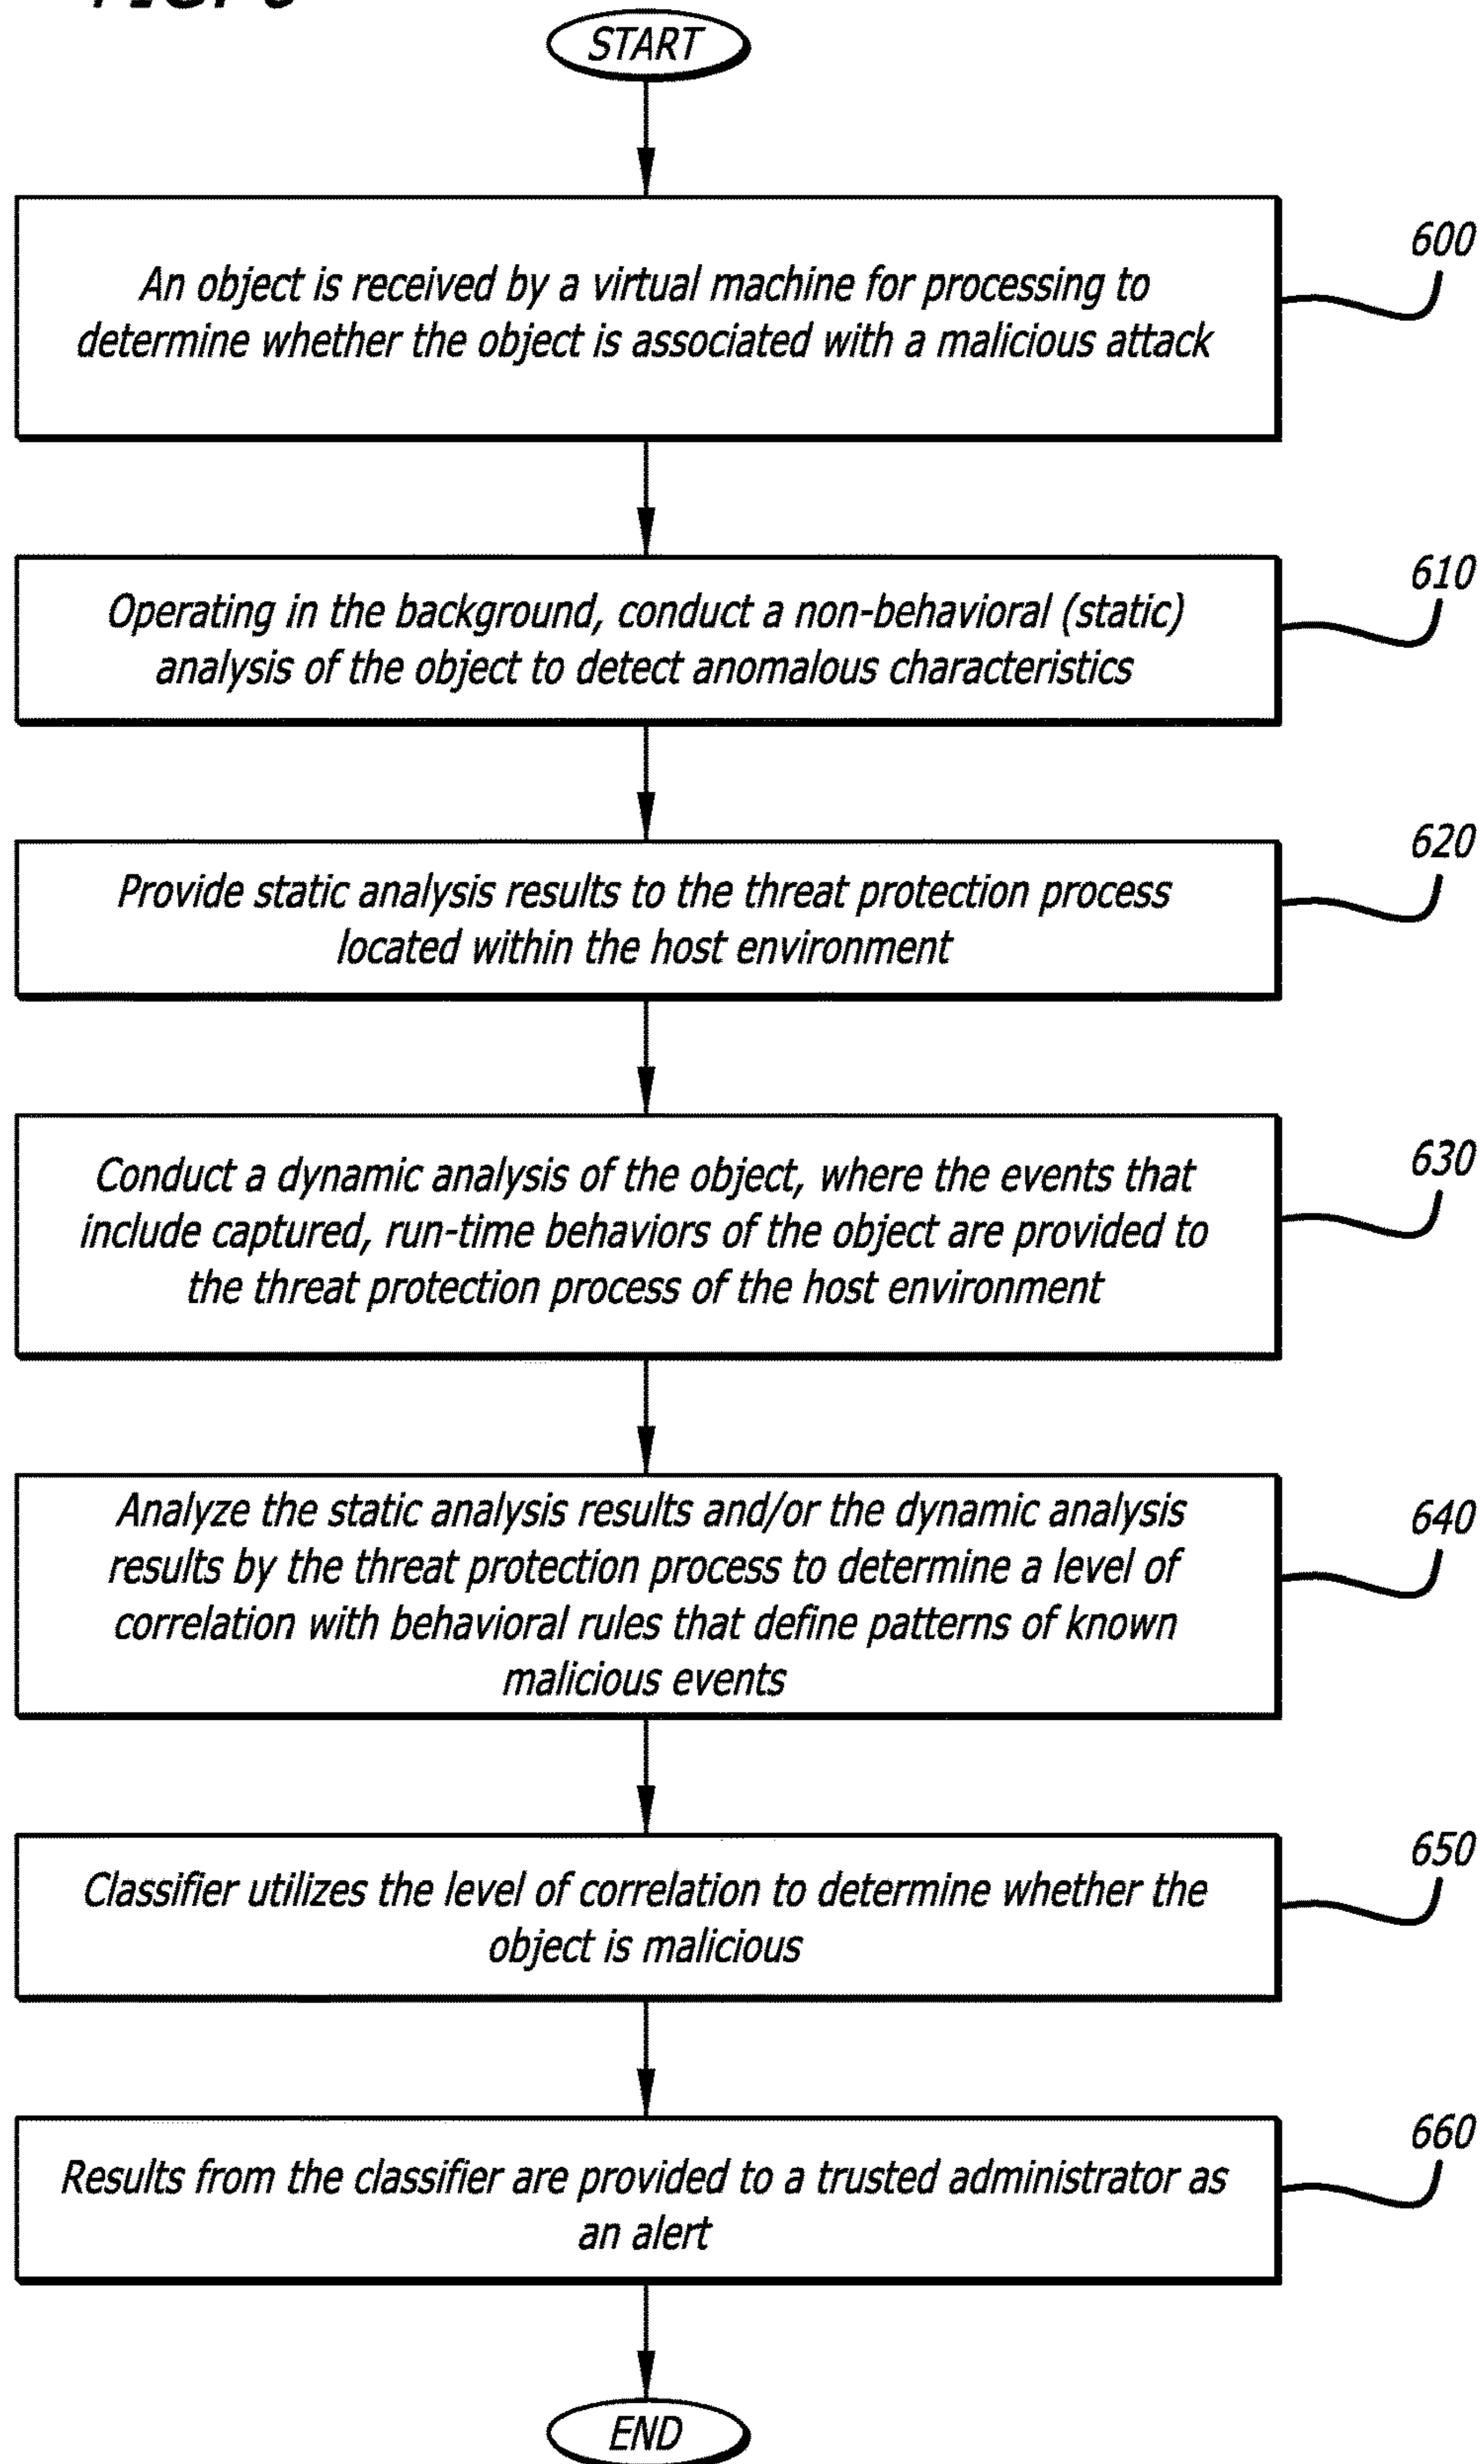 START
An object is received by a virtual machine for processing to
determine whether the object is associated with a malicious attack
600
Operating in the background, conduct a non-behavioral (static)
analysis of the object to detect anomalous characteristics
610
Provide static analysis results to the threat protection process
located within the host environment
620
Conduct a dynamic analysis of the object, where the events that
include captured, run-time behaviors of the object are provided to
the threat protection process of the host environment
630
Analyze the static analysis results and/or the dynamic analysis
results by the threat protection process to determine a level of
correlation with behavioral rules that define patterns of known
malicious events
640
Classifier utilizes the level of correlation to determine whether the
object is malicious
650
Results from the classifier are provided to a trusted administrator as
an alert
660
END